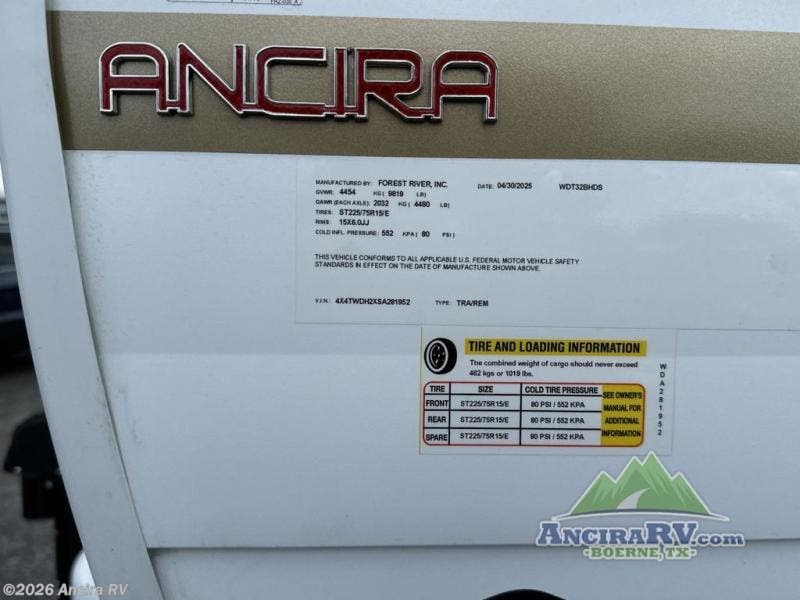 ANCIRA
MANUFACTURED BY: FOREST RIVER, INC. DATE: 04/30/2025 WDT32BHDS
GVWR: 4454 KG ( 9819 LB)
GAWR (EACH AXLE): 2032 KG ( 4480 LB)
TIRES: ST225/75R15/E
RIMS: 15X6.0JJ
COLD INFL. PRESSURE: 552 KPA ( 80 PSI )
THIS VEHICLE CONFORMS TO ALL APPLICABLE U.S. FEDERAL MOTOR VEHICLE SAFETY
STANDARDS IN EFFECT ON THE DATE OF MANUFACTURE SHOWN ABOVE.
V.I.N.: 4X4TWDH2XSA281952 TYPE: TRA/REM
TIRE AND LOADING INFORMATION
The combined weight of cargo should never exceed
462 kgs or 1019 lbs.
TIRE SIZE COLD TIRE PRESSURE
FRONT ST225/75R15/E 80 PSI / 552 KPA
REAR ST225/75R15/E 80 PSI / 552 KPA
SPARE ST225/75R15/E 80 PSI / 552 KPA
SEE OWNER'S
MANUAL FOR
ADDITIONAL
INFORMATION
WDA281952
ANCIRARV.com
BOERNE, TX
©2026 Ancira RV